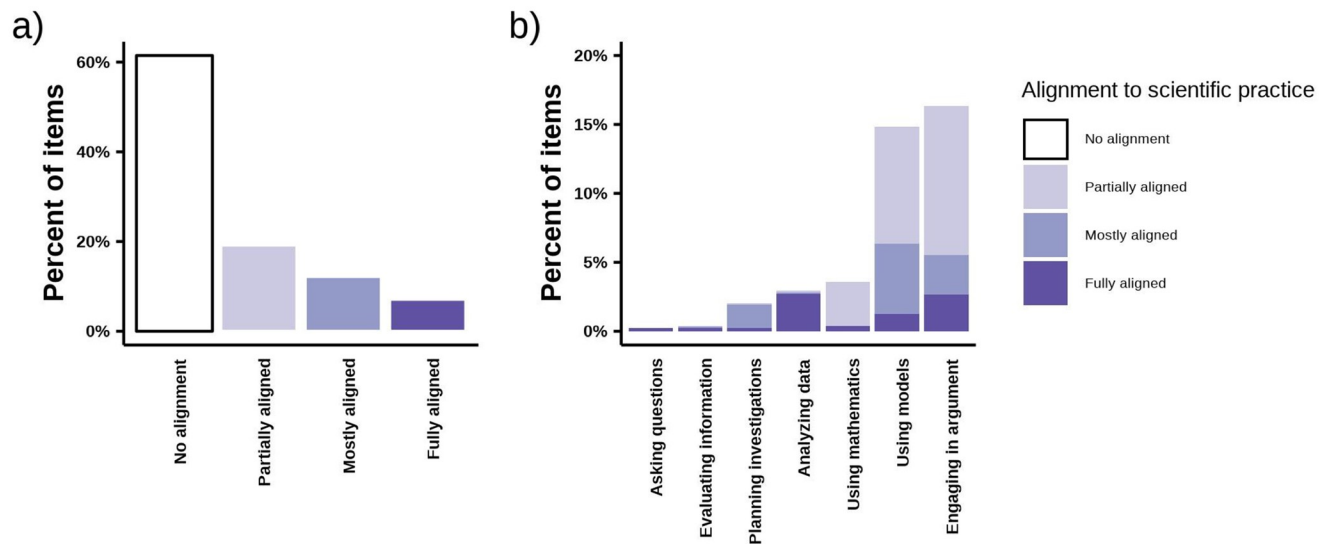 a)
Percent of items
60%
40%
20%
0%
No alignment
Partially aligned
Mostly aligned
Fully aligned
b)
Percent of items
20%
15%
10%
5%
0%
Asking questions
Evaluating information
Planning investigations
Analyzing data
Using mathematics
Using models
Engaging in argument
Alignment to scientific practice
No alignment
Partially aligned
Mostly aligned
Fully aligned